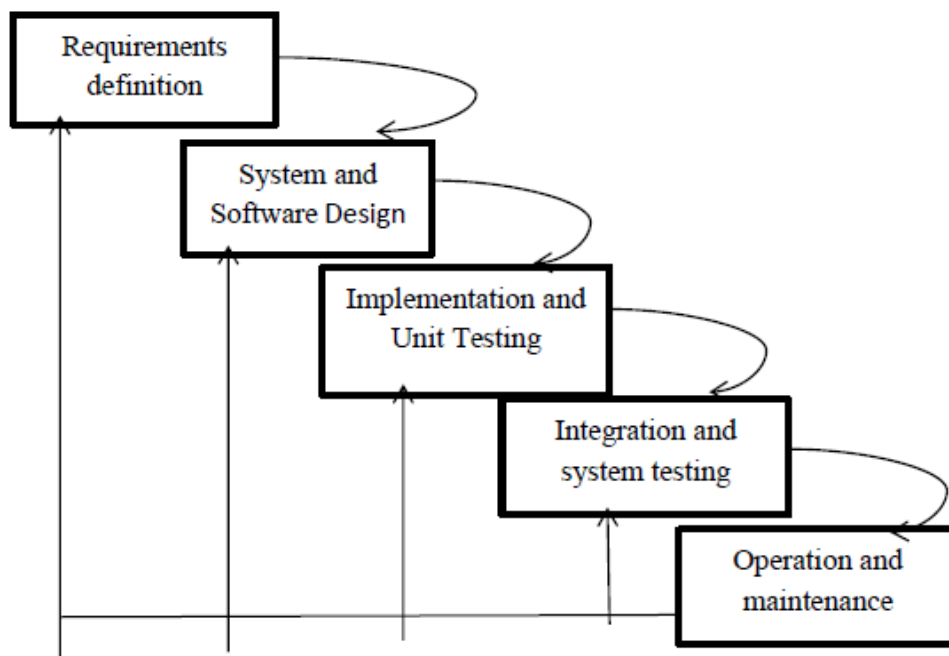 Requirements
definition
System and
Software Design
Implementation and
Unit Testing
Integration and
system testing
Operation and
maintenance